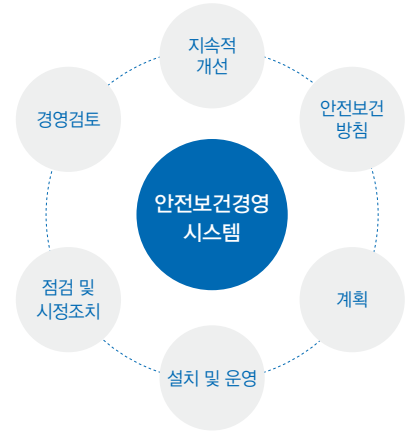 지속적
개선
안전보건
방침
계획
설치 및 운영
점검 및
시정조치
경영검토
안전보건경영
시스템